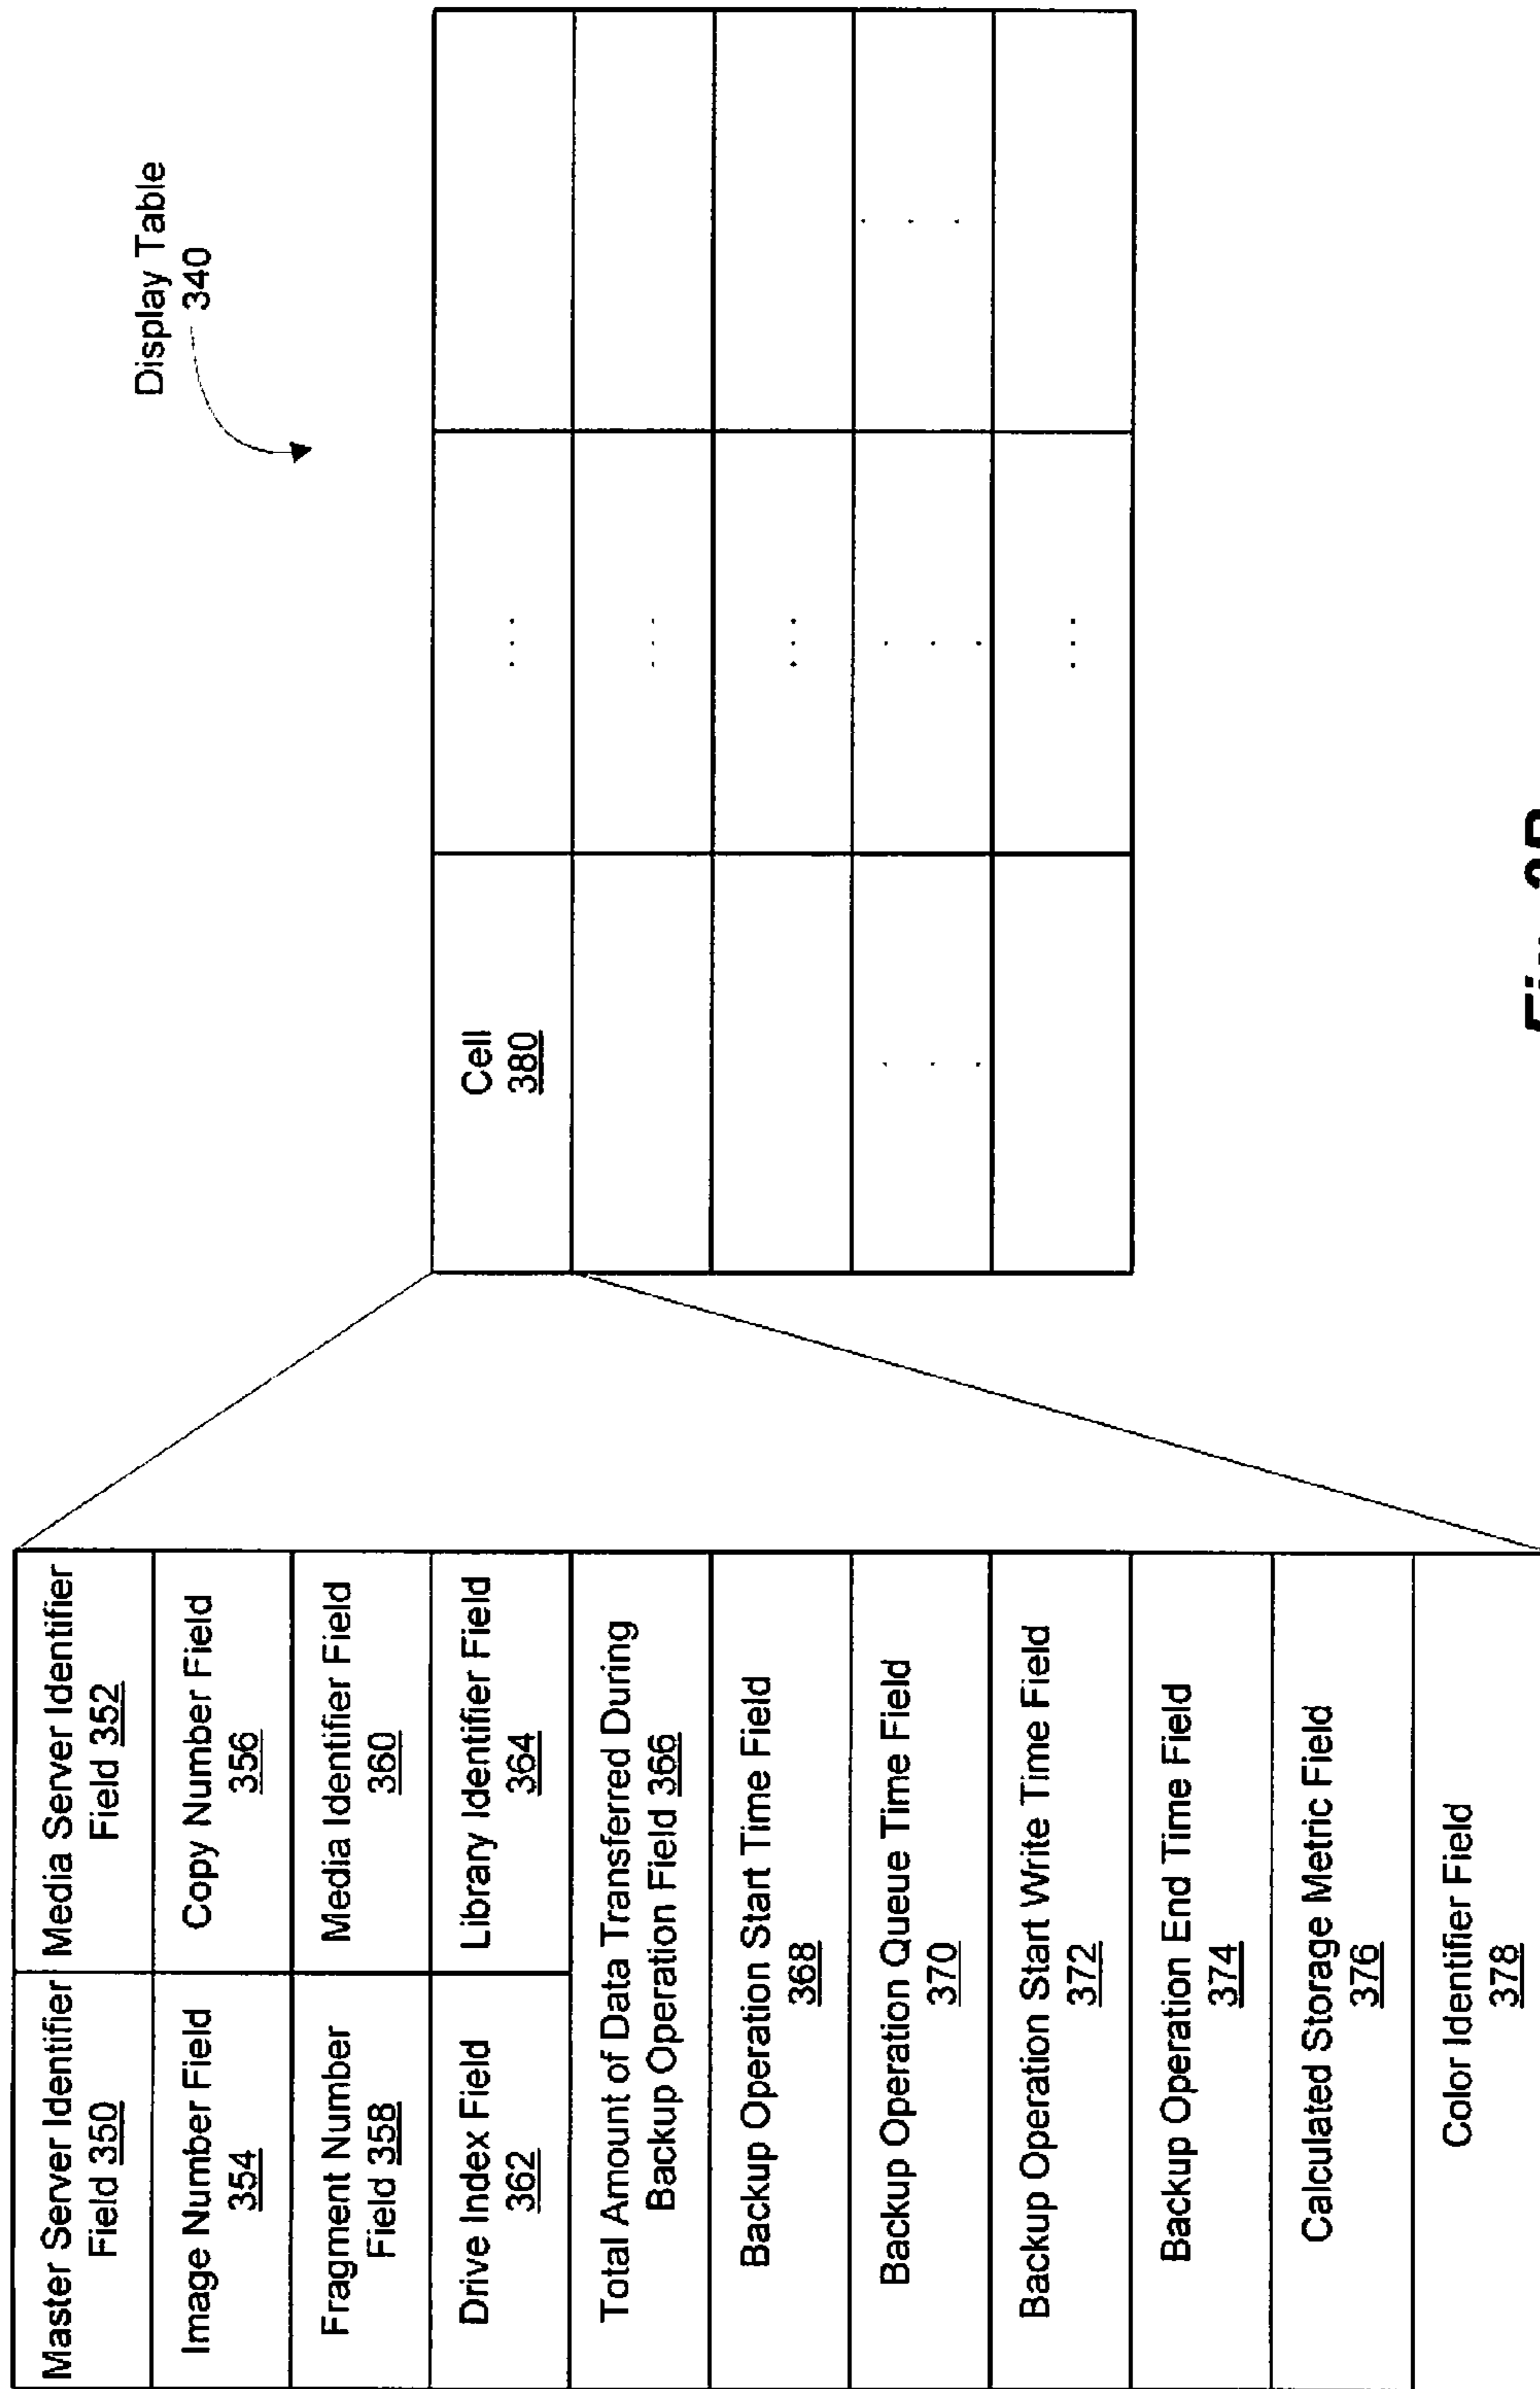 Master Server Identifier
Field 350
Media Server Identifier
Field 352
Image Number Field
354
Copy Number Field
356
Fragment Number
Field 358
Media Identifier Field
360
Drive Index Field
362
Library Identifier Field
364
Total Amount of Data Transferred During
Backup Operation Field 366
Backup Operation Start Time Field
368
Backup Operation Queue Time Field
370
Backup Operation Start Write Time Field
372
Backup Operation End Time Field
374
Calculated Storage Metric Field
376
Color Identifier Field
378
Display Table
340
Cell
380